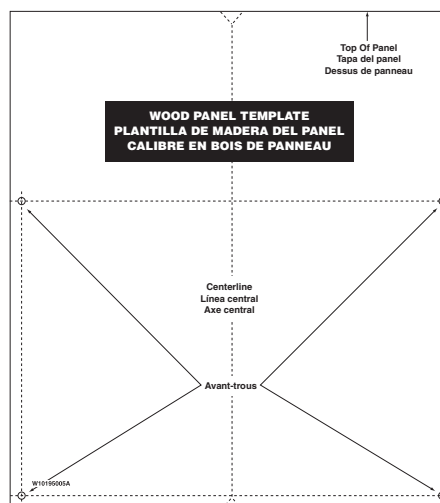 Top Of Panel
Tapa del panel
Dessus de panneau
WOOD PANEL TEMPLATE
PLANTILLA DE MADERA DEL PANEL
CALIBRE EN BOIS DE PANNEAU
Centerline
Línea central
Axe central
Avant-trous
W10195005A